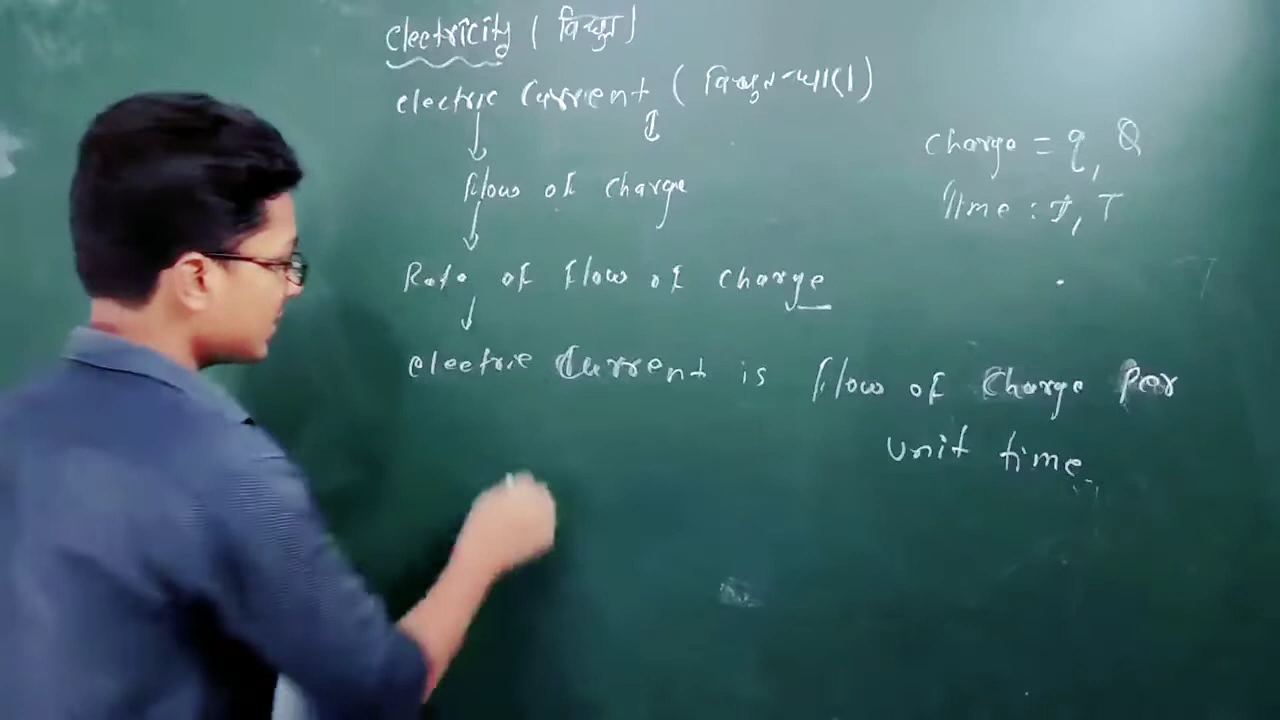 Electricity ( विद्युत )
electric Current ( विद्युत-धारा )
I
flow of charge
Rate of flow of charge
electric Current is flow of Charge Per
unit time
Charge = q, Q
Time : t, T